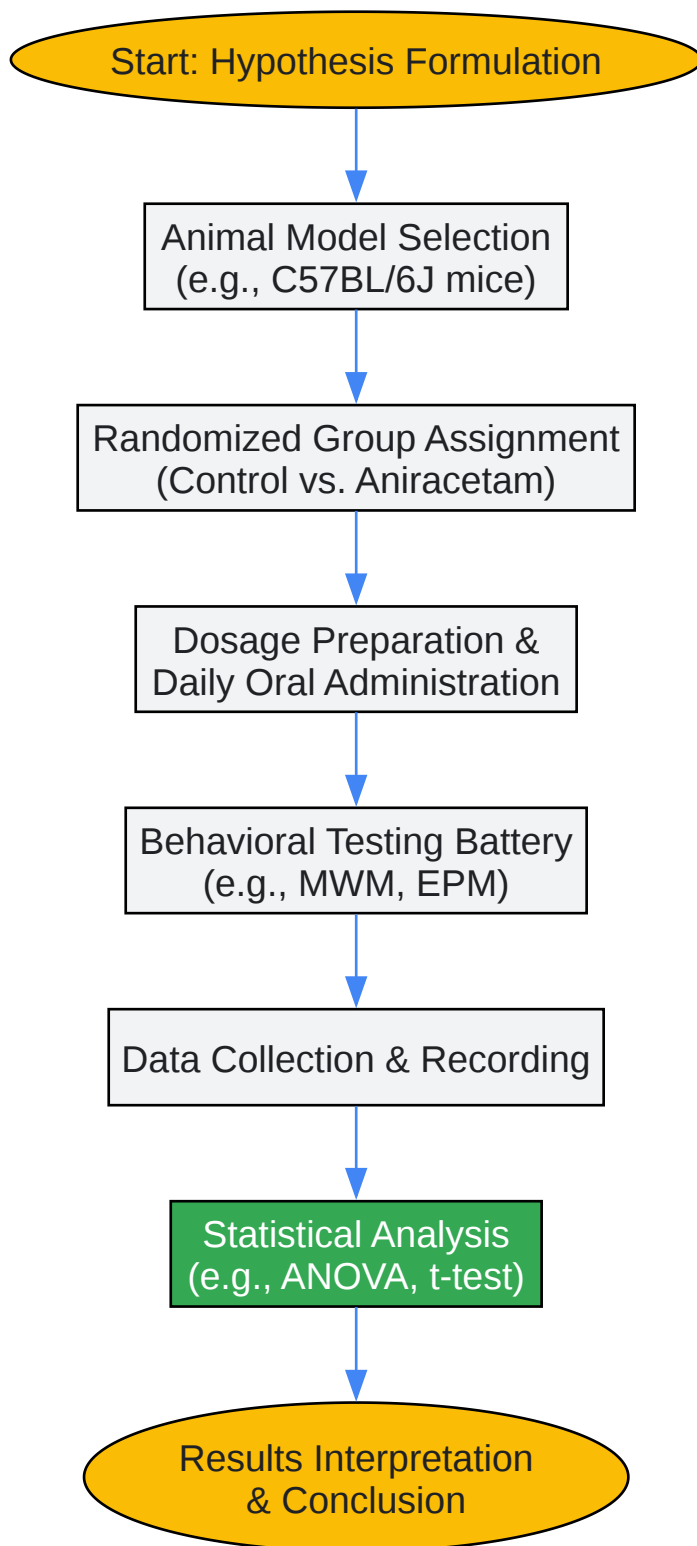 Start: Hypothesis Formulation
Animal Model Selection
(e.g., C57BL/6J mice)
Randomized Group Assignment
(Control vs. Aniracetam)
Dosage Preparation &
Daily Oral Administration
Behavioral Testing Battery
(e.g., MWM, EPM)
Data Collection & Recording
Statistical Analysis
(e.g., ANOVA, t-test)
Results Interpretation
& Conclusion